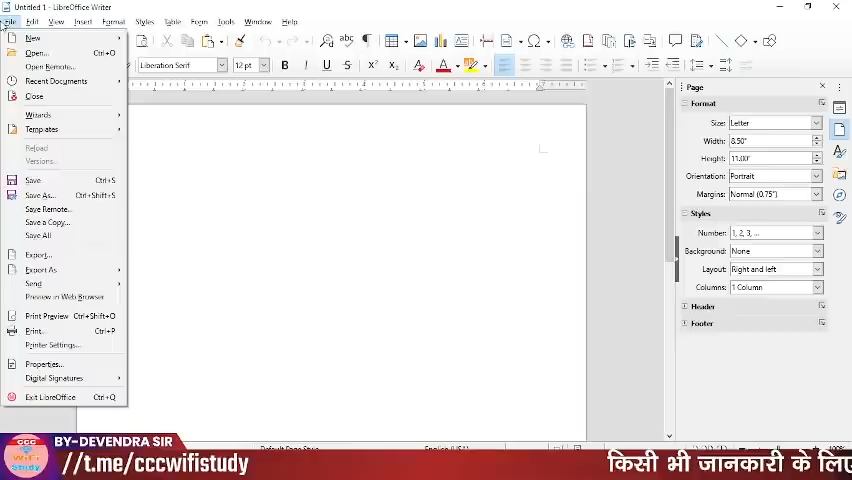 Untitled 1 - LibreOffice Writer
File Edit View Insert Format Styles Table Form Tools Window Help
New
Open... Ctrl+O
Open Remote...
Recent Documents
Close
Wizards
Templates
Reload
Versions...
Save Ctrl+S
Save As... Ctrl+Shift+S
Save Remote...
Save a Copy...
Save All
Export...
Export As
Send
Preview in Web Browser
Print Preview Ctrl+Shift+O
Print... Ctrl+P
Printer Settings...
Properties...
Digital Signatures
Exit LibreOffice Ctrl+Q
Liberation Serif 12 pt
Page
Format
Size: Letter
Width: 8.50"
Height: 11.00"
Orientation: Portrait
Margins: Normal (0.75")
Styles
Number: 1, 2, 3, ...
Background: None
Layout: Right and left
Columns: 1 Column
Header
Footer
CCC
WiFi
Study
BY-DEVENDRA SIR
//t.me/cccwifistudy
किसी भी जानकारी के लिए